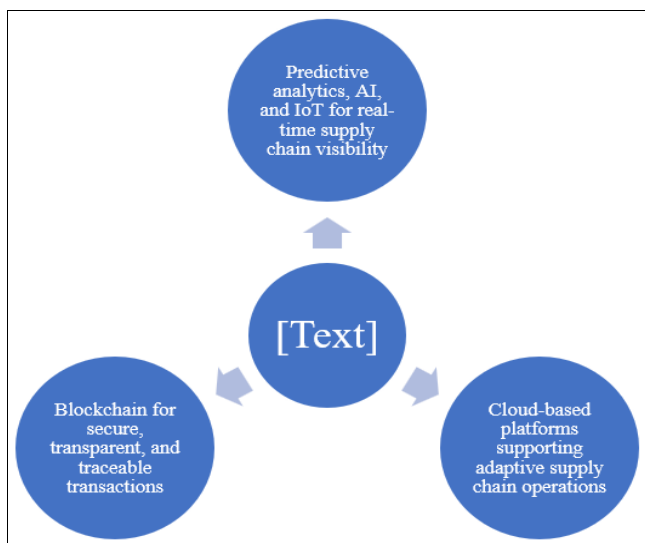 Predictive
analytics, AI,
and IoT for real-
time supply
chain visibility
[Text]
Blockchain for
secure,
transparent, and
traceable
transactions
Cloud-based
platforms
supporting
adaptive supply
chain operations